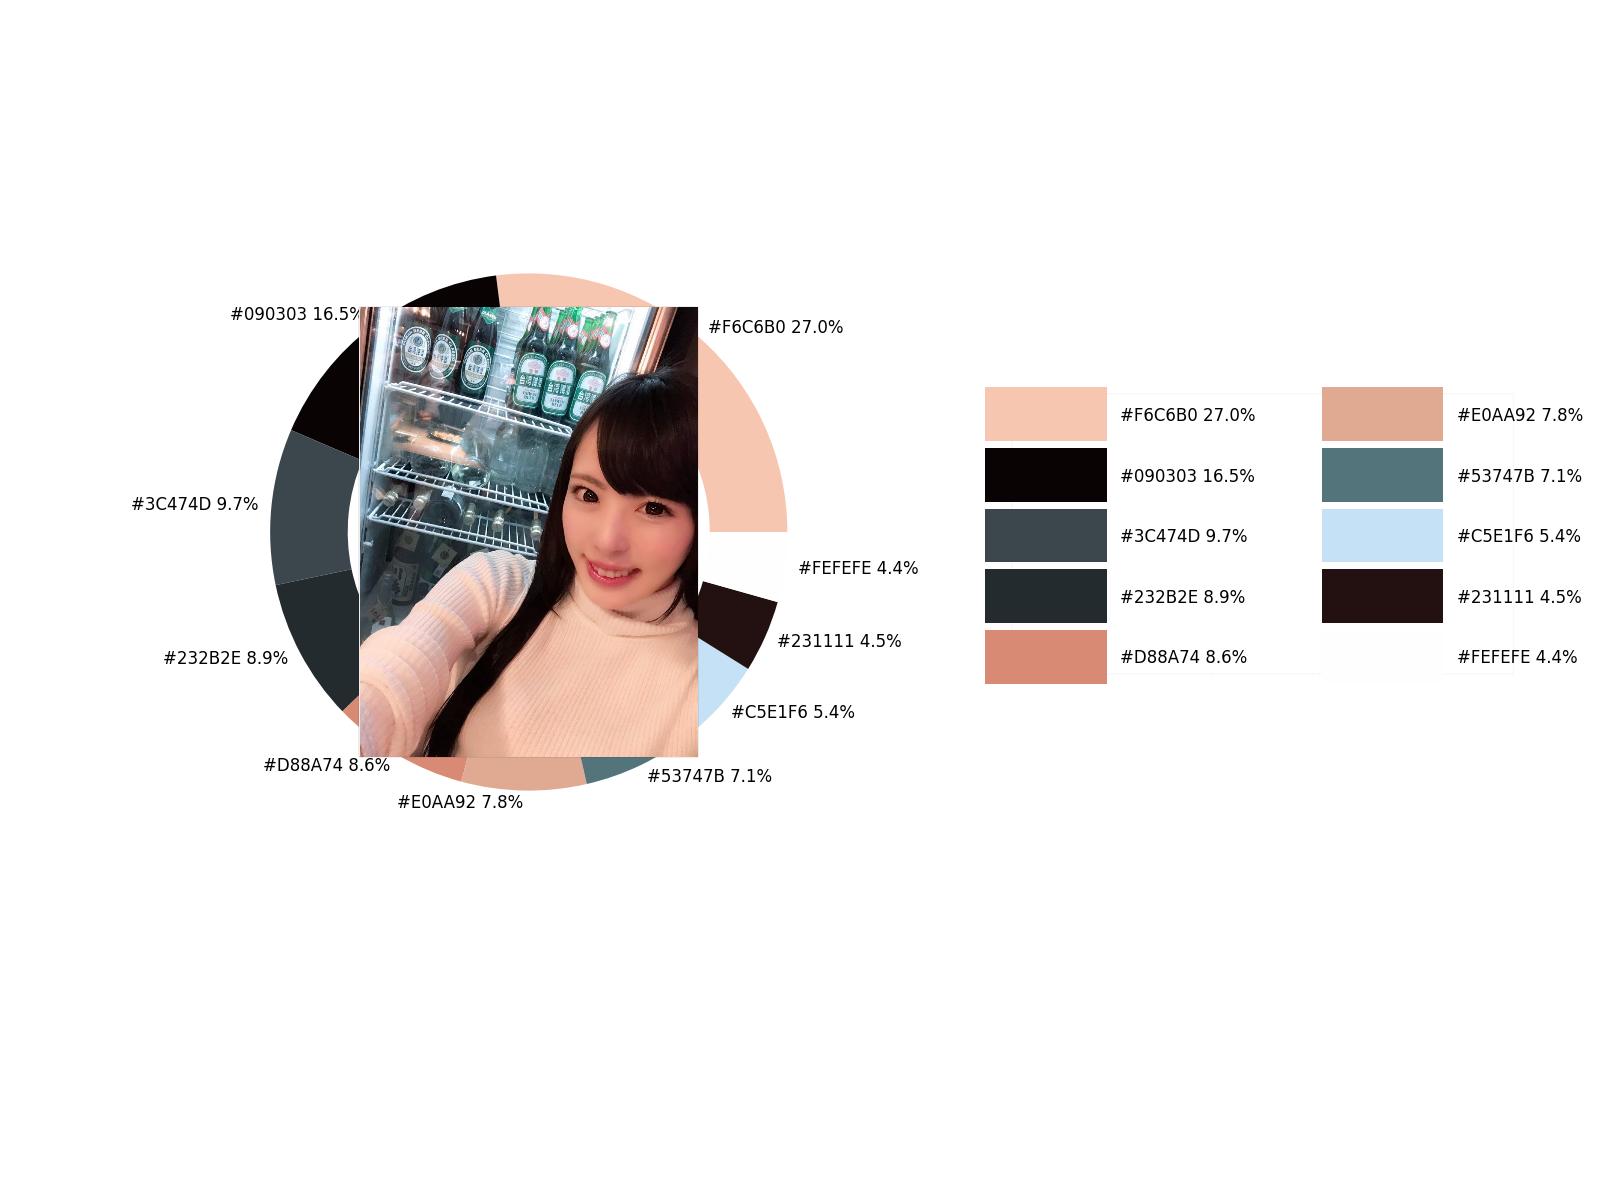 #090303 16.5%
#F6C6B0 27.0%
#3C474D 9.7%
#FEFEFE 4.4%
#231111 4.5%
#232B2E 8.9%
#C5E1F6 5.4%
#D88A74 8.6%
#53747B 7.1%
#E0AA92 7.8%
#F6C6B0 27.0%
#090303 16.5%
#3C474D 9.7%
#232B2E 8.9%
#D88A74 8.6%
#E0AA92 7.8%
#53747B 7.1%
#C5E1F6 5.4%
#231111 4.5%
#FEFEFE 4.4%